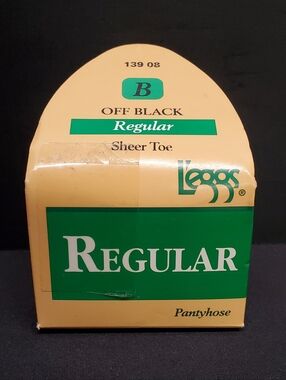 139 08
B
OFF BLACK
Regular
Sheer Toe
L'eggs®
REGULAR
Pantyhose